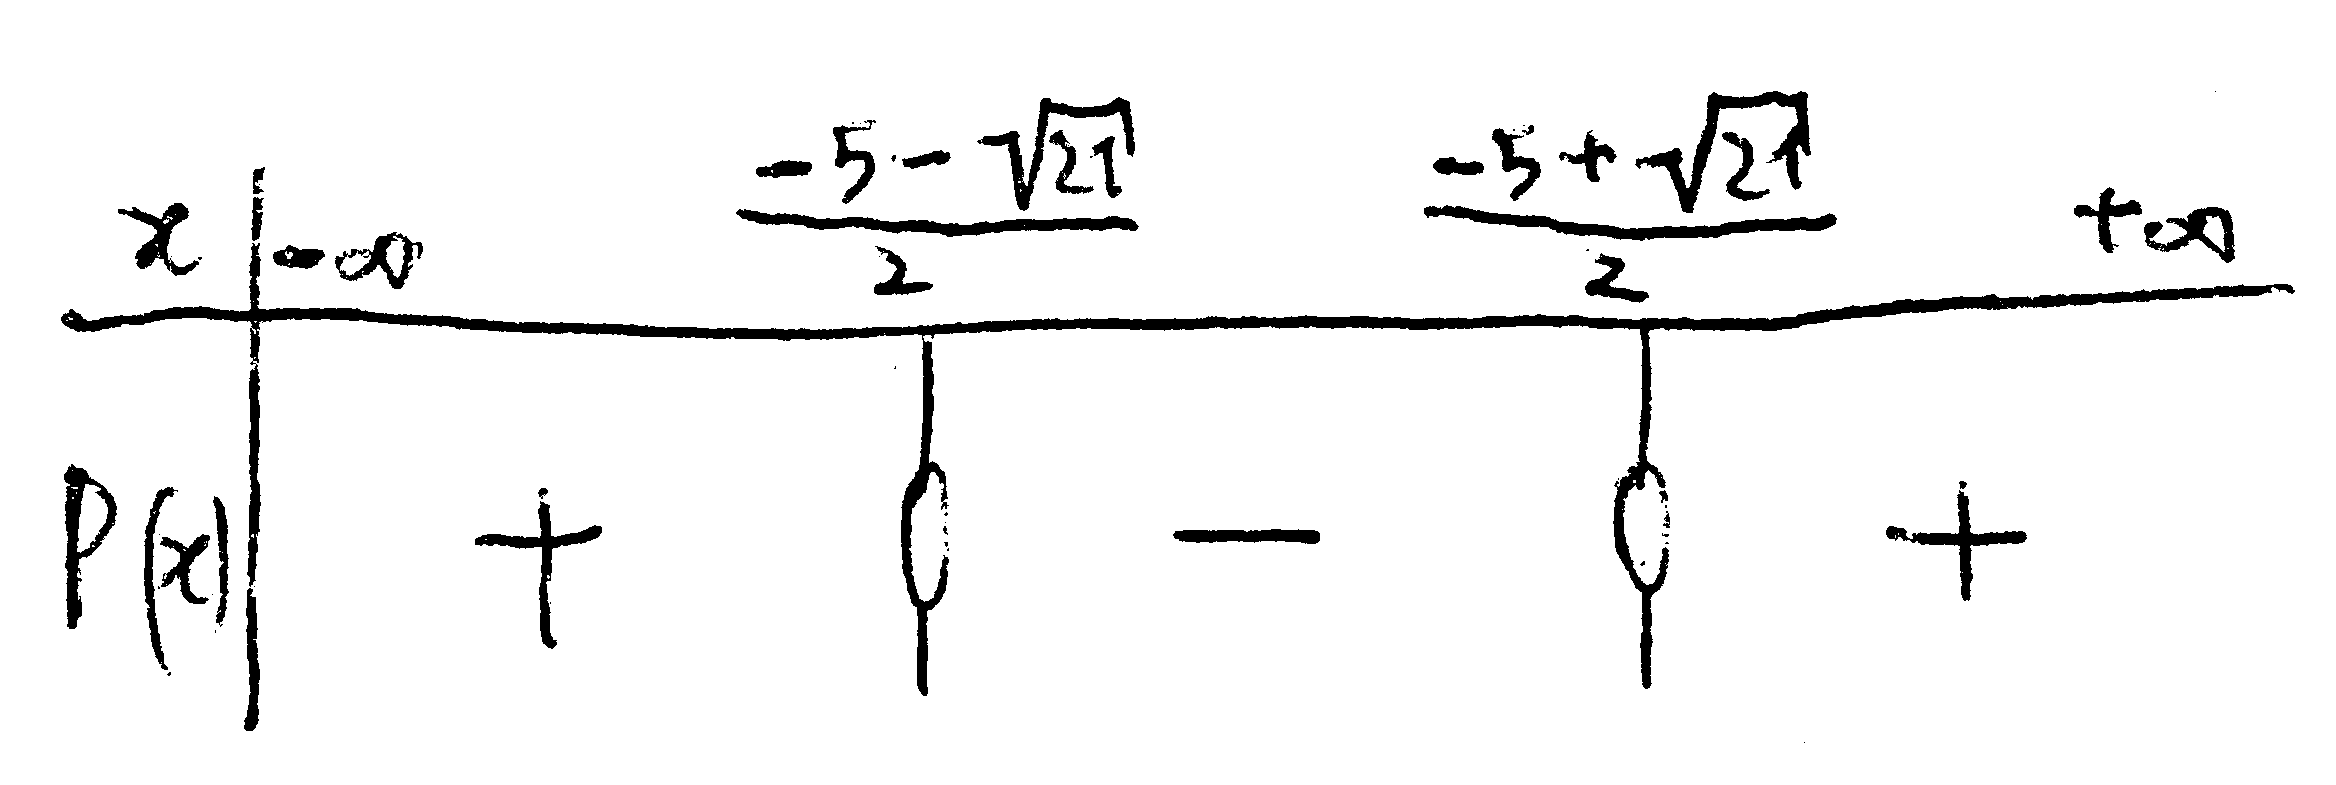 x | -∞ (-5-√21)/2 (-5+√21)/2 +∞
P(x) | + 0 - 0 +